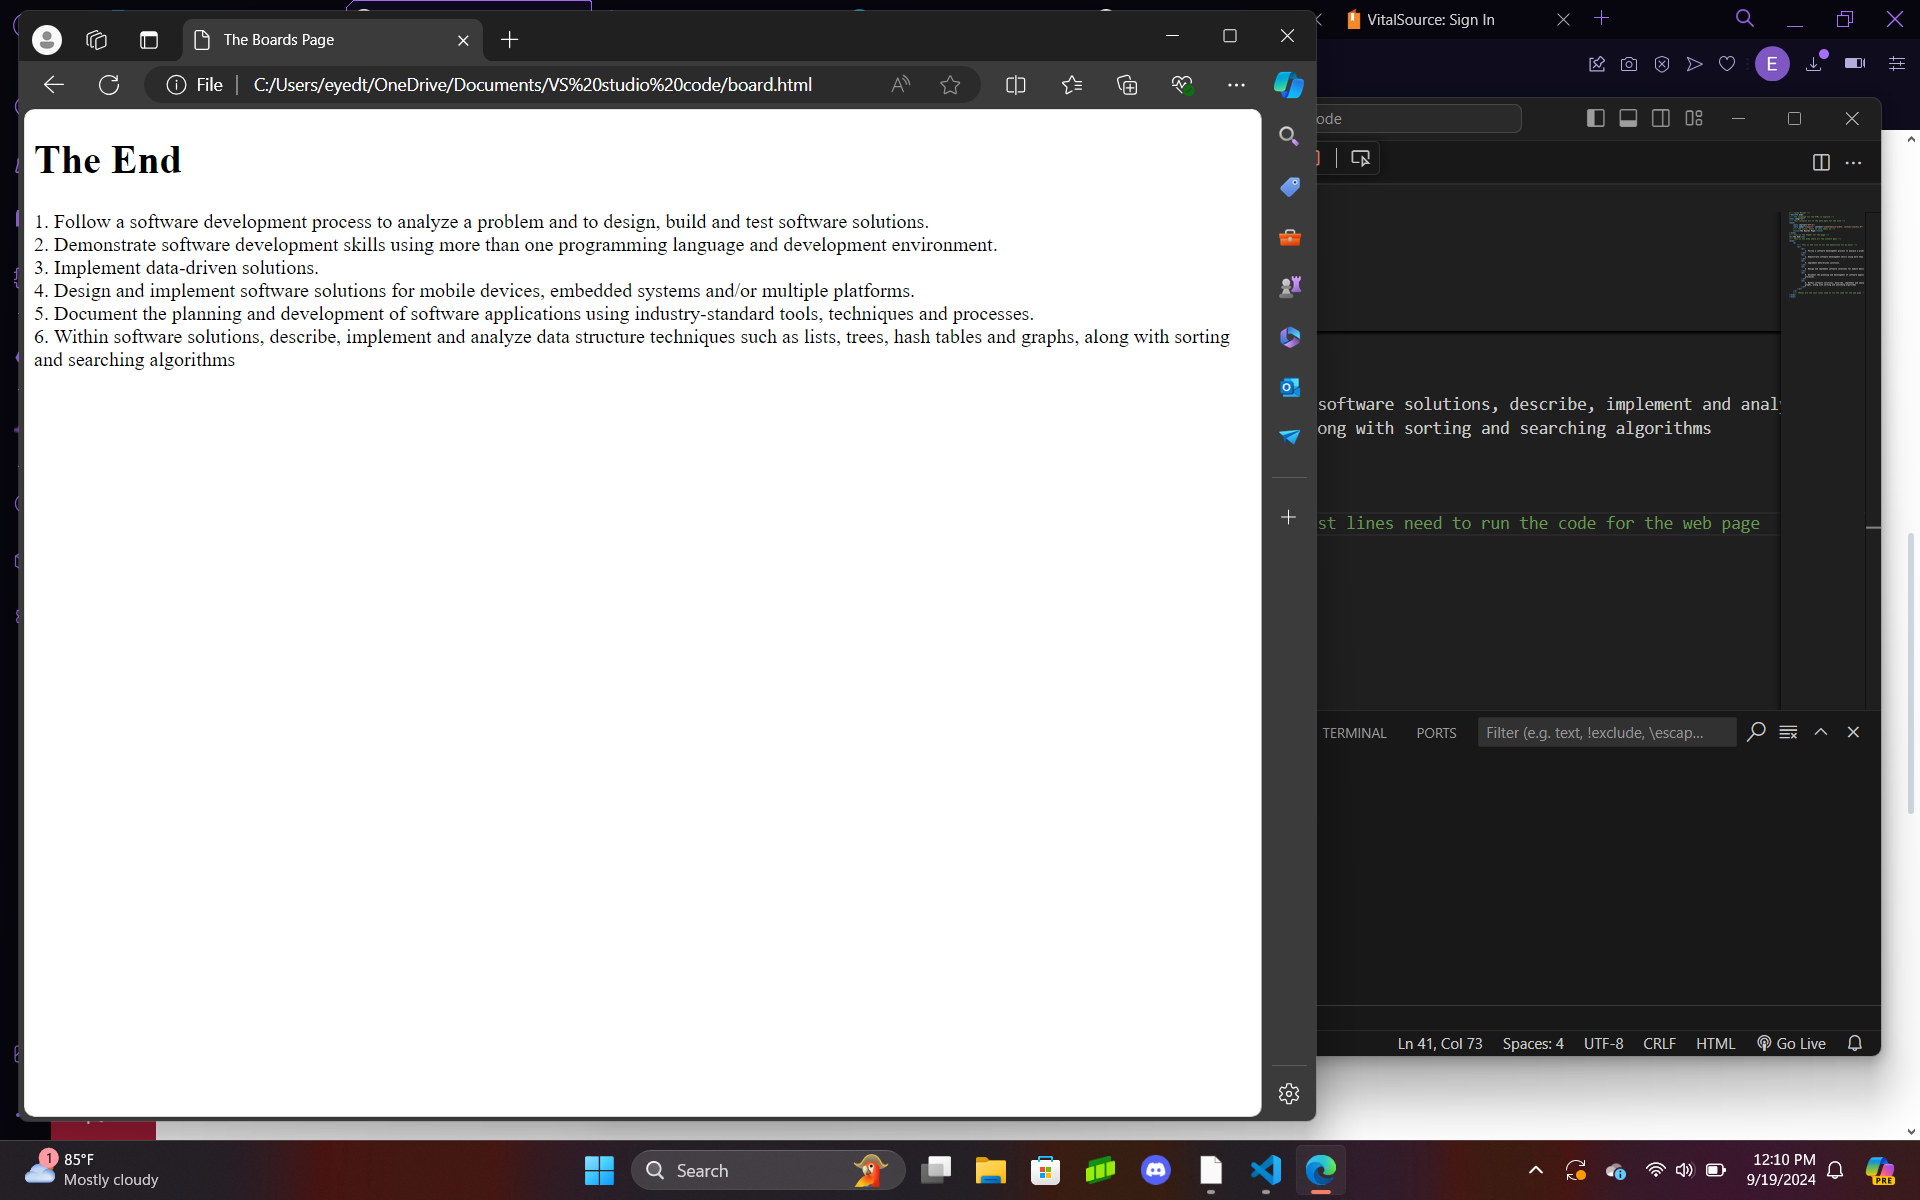 VitalSource: Sign In
The Boards Page
File
C:/Users/eyedt/OneDrive/Documents/VS%20studio%20code/board.html
E
ode
The End
1. Follow a software development process to analyze a problem and to design, build and test software solutions.
2. Demonstrate software development skills using more than one programming language and development environment.
3. Implement data-driven solutions.
4. Design and implement software solutions for mobile devices, embedded systems and/or multiple platforms.
5. Document the planning and development of software applications using industry-standard tools, techniques and processes.
6. Within software solutions, describe, implement and analyze data structure techniques such as lists, trees, hash tables and graphs, along with sorting
and searching algorithms
software solutions, describe, implement and analy
ong with sorting and searching algorithms
st lines need to run the code for the web page
TERMINAL PORTS Filter (e.g. text, !exclude, \escap...
Ln 41, Col 73 Spaces: 4 UTF-8 CRLF HTML Go Live
1
85°F
Mostly cloudy
Search
12:10 PM
9/19/2024
PRE